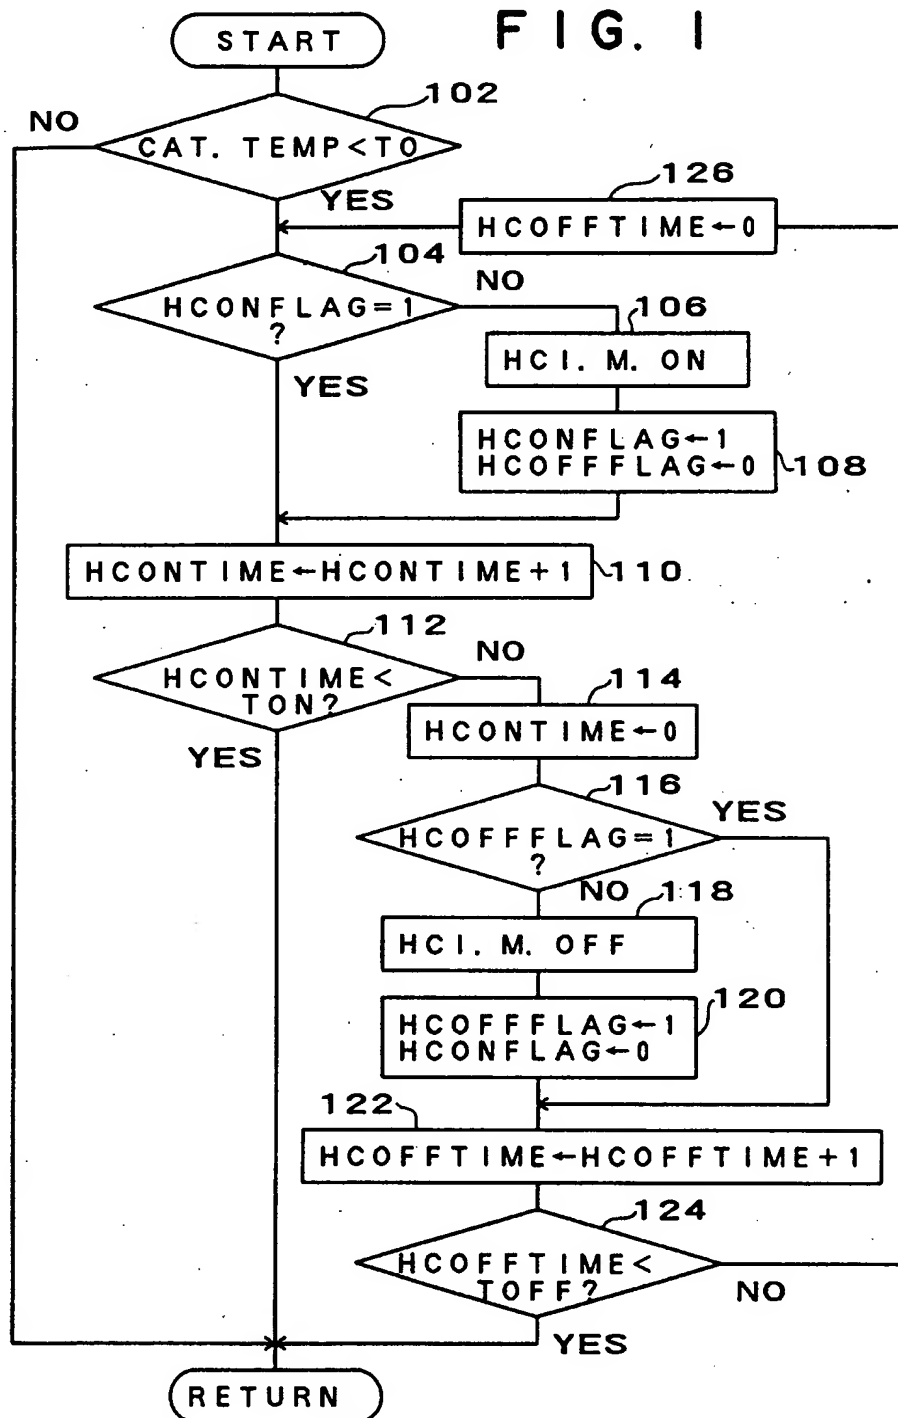 FIG. 1
START
102
NO
CAT. TEMP<TO
YES
126
HCOFFTIME←0
104
NO
HCONFLAG=1
?
106
HCI. M. ON
YES
HCONFLAG←1
HCOFFFLAG←0
108
HCONTIME←HCONTIME+1
110
112
NO
HCONTIME<
TON?
114
HCONTIME←0
YES
116
YES
HCOFFFLAG=1
?
NO
118
HCI. M. OFF
120
HCOFFFLAG←1
HCONFLAG←0
122
HCOFFTIME←HCOFFTIME+1
124
HCOFFTIME<
TOFF?
NO
YES
RETURN